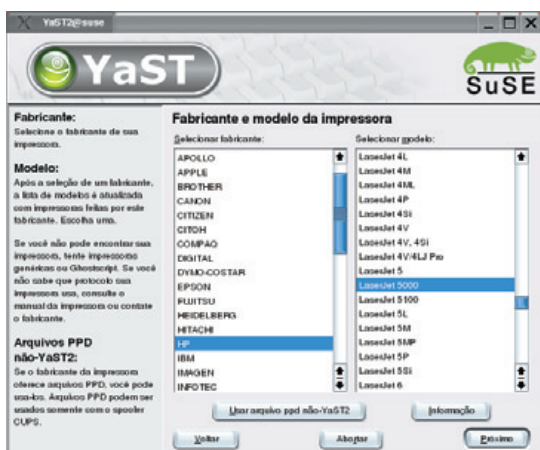 YaST2@suse
YaST
SuSE
Fabricante:
Selecione o fabricante de sua
impressora.
Modelo:
Após a seleção de um fabricante,
a lista de modelos é atualizada
com impressoras feitas por este
fabricante. Escolha uma.
Se você não pode encontrar sua
impressora, tente impressoras
genéricas ou Ghostscript. Se você
não sabe que protocolo sua
impressora usa, consulte o
manual da impressora ou contate
o fabricante.
Arquivos PPD
não-YaST2:
Se o fabricante da impressora
oferece arquivos PPD, você pode
usa-los. Arquivos PPD podem ser
usados somente com o spooler
CUPS.
Fabricante e modelo da impressora
Selecionar fabricante:
APOLLO
APPLE
BROTHER
CANON
CITIZEN
CITOH
COMPAQ
DIGITAL
DYMO-COSTAR
EPSON
FUJITSU
HEIDELBERG
HITACHI
HP
IBM
IMAGEN
INFOTEC
Selecionar modelo:
LaserJet 4L
LaserJet 4M
LaserJet 4ML
LaserJet 4P
LaserJet 4Si
LaserJet 4V
LaserJet 4V, 4Si
LaserJet 4V/4LJ Pro
LaserJet 5
LaserJet 5000
LaserJet 5100
LaserJet 5L
LaserJet 5M
LaserJet 5MP
LaserJet 5P
LaserJet 5Si
LaserJet 6
Usar arquivo ppd não-YaST2
Informação
Voltar
Abortar
Próximo